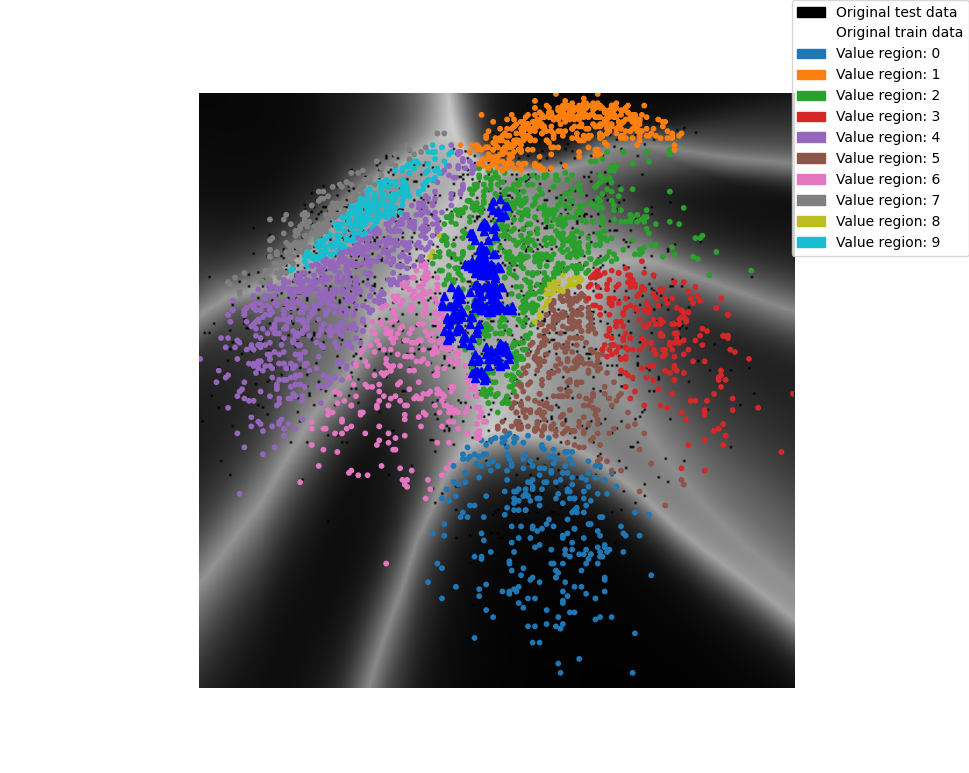 Original test data
Original train data
Value region: 0
Value region: 1
Value region: 2
Value region: 3
Value region: 4
Value region: 5
Value region: 6
Value region: 7
Value region: 8
Value region: 9